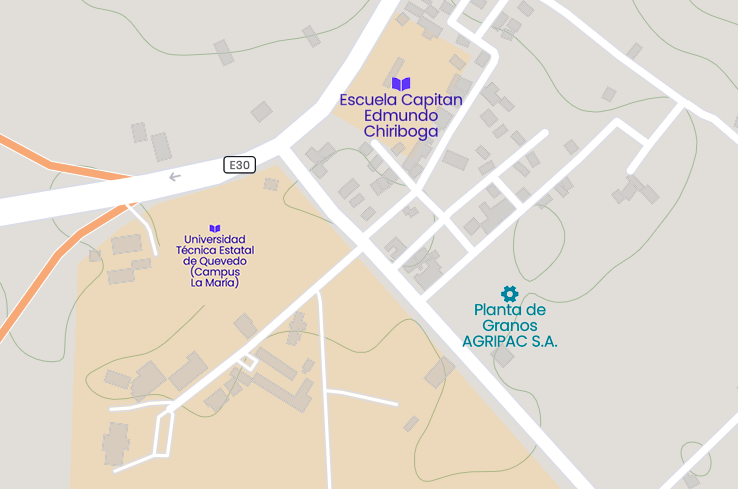 Escuela Capitan
Edmundo
Chiriboga
E30
Universidad
Técnica Estatal
de Quevedo
(Campus
La María)
Planta de
Granos
AGRIPAC S.A.